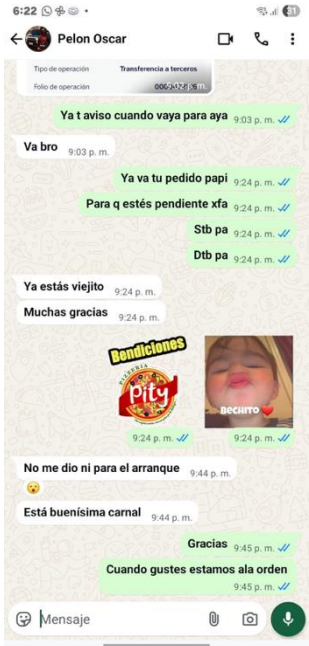 6:22
31
Pelon Oscar
Tipo de operación Transferencia a terceros
Folio de operación
9:02 p. m.
Ya t aviso cuando vaya para aya 9:03 p. m.
Va bro 9:03 p. m.
Ya va tu pedido papi 9:24 p. m.
Para q estés pendiente xfa 9:24 p. m.
Stb pa 9:24 p. m.
Dtb pa 9:24 p. m.
Ya estás viejito 9:24 p. m.
Muchas gracias 9:24 p. m.
Bendiciones
PIZZERIA
Pity
BECHITO
9:24 p. m. 9:24 p. m.
No me dio ni para el arranque 9:44 p. m.
Está buenísima carnal 9:44 p. m.
Gracias 9:45 p. m.
Cuando gustes estamos ala orden
9:45 p. m.
Mensaje